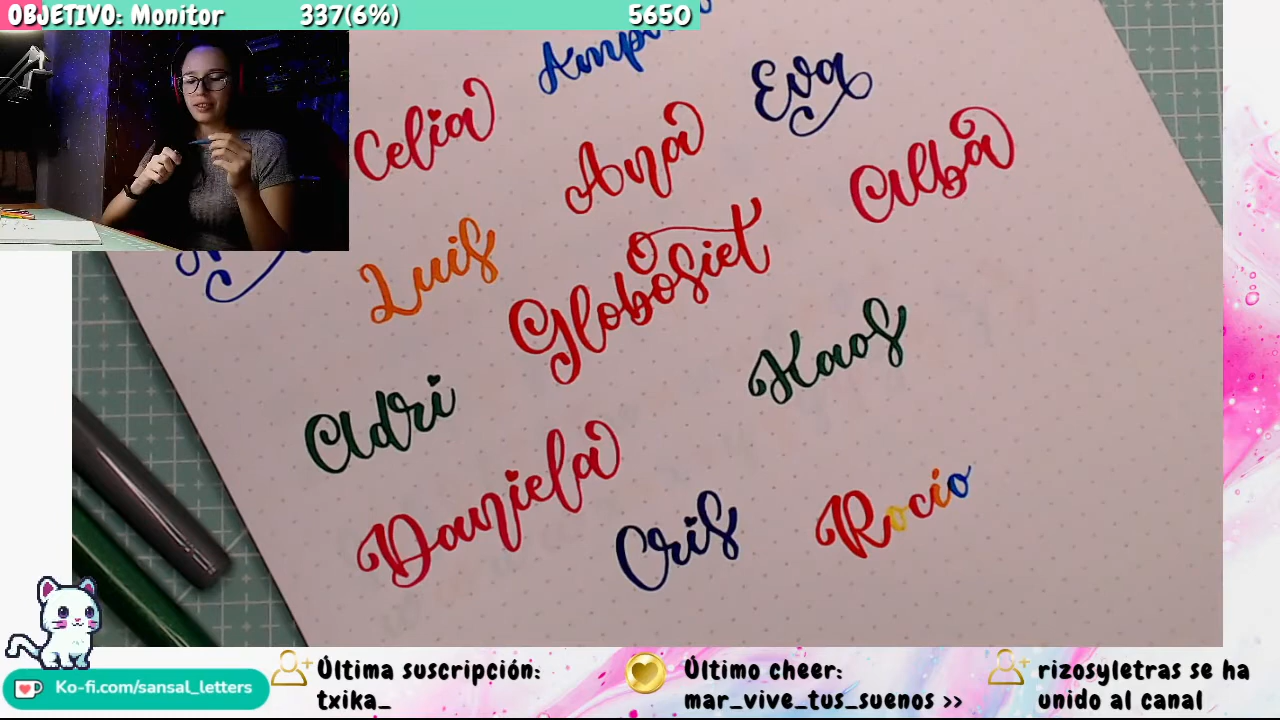 OBJETIVO: Monitor 337(6%) 5650
Celia
Eva
Ana
Alba
Luis
Globosiet
Kaos
Adri
Daniela
Cris
Rocio
Ko-fi.com/sansal_letters
Última suscripción:
txika_
Último cheer:
mar_vive_tus_suenos >>
rizosyletras se ha
unido al canal